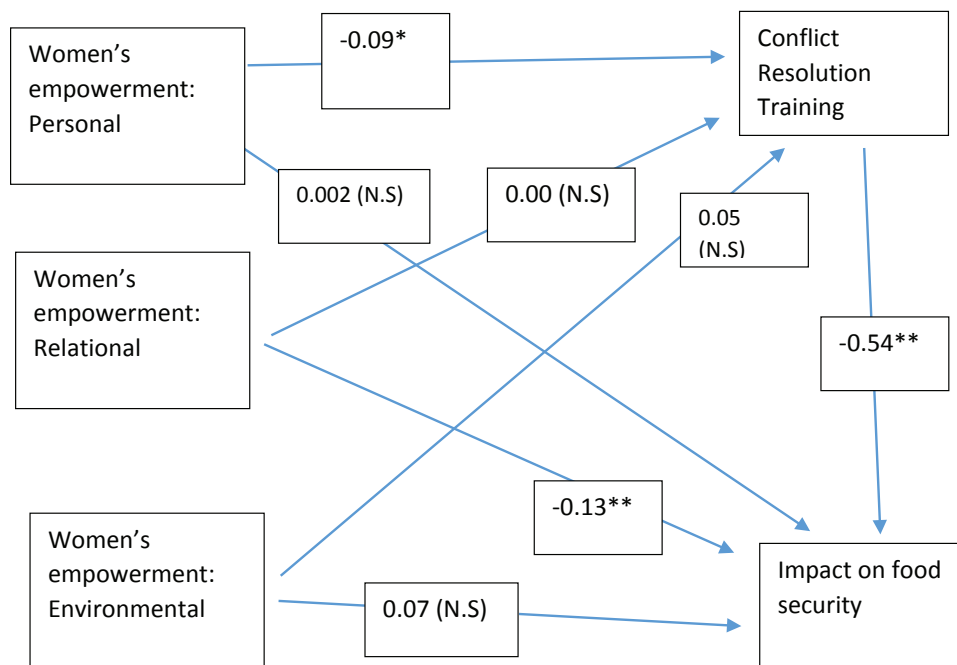 Women's
empowerment:
Personal
-0.09*
Conflict
Resolution
Training
0.002 (N.S)
0.00 (N.S)
0.05
(N.S)
Women's
empowerment:
Relational
-0.54**
-0.13**
Women's
empowerment:
Environmental
0.07 (N.S)
Impact on food
security